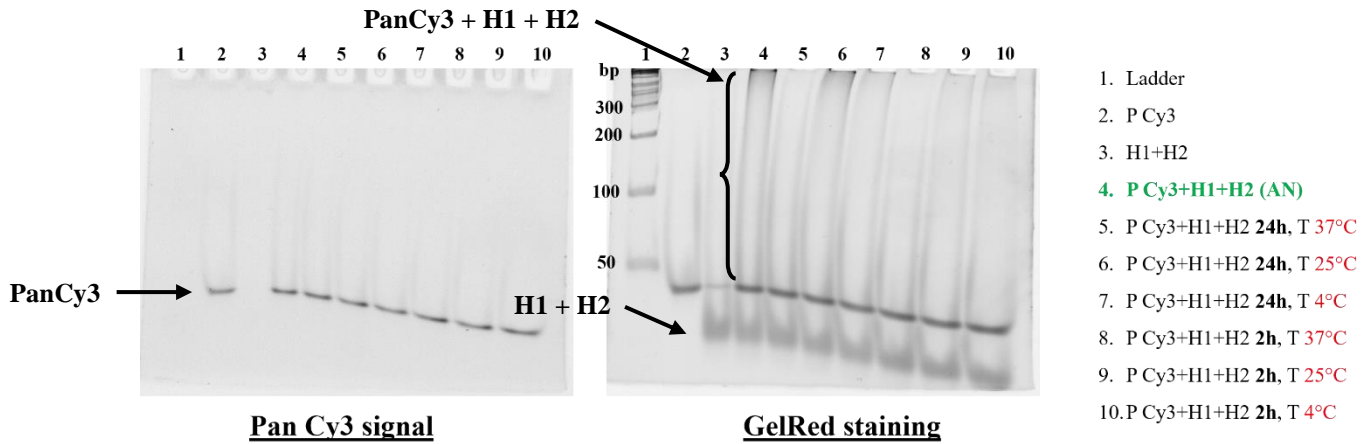 PanCy3 + H1 + H2
1 2 3 4 5 6 7 8 9 10
1 2 3 4 5 6 7 8 9 10
bp
300
200
100
50
PanCy3
H1 + H2
Pan Cy3 signal
GelRed staining
1. Ladder
2. P Cy3
3. H1+H2
4. P Cy3+H1+H2 (AN)
5. P Cy3+H1+H2 24h, T 37°C
6. P Cy3+H1+H2 24h, T 25°C
7. P Cy3+H1+H2 24h, T 4°C
8. P Cy3+H1+H2 2h, T 37°C
9. P Cy3+H1+H2 2h, T 25°C
10. P Cy3+H1+H2 2h, T 4°C